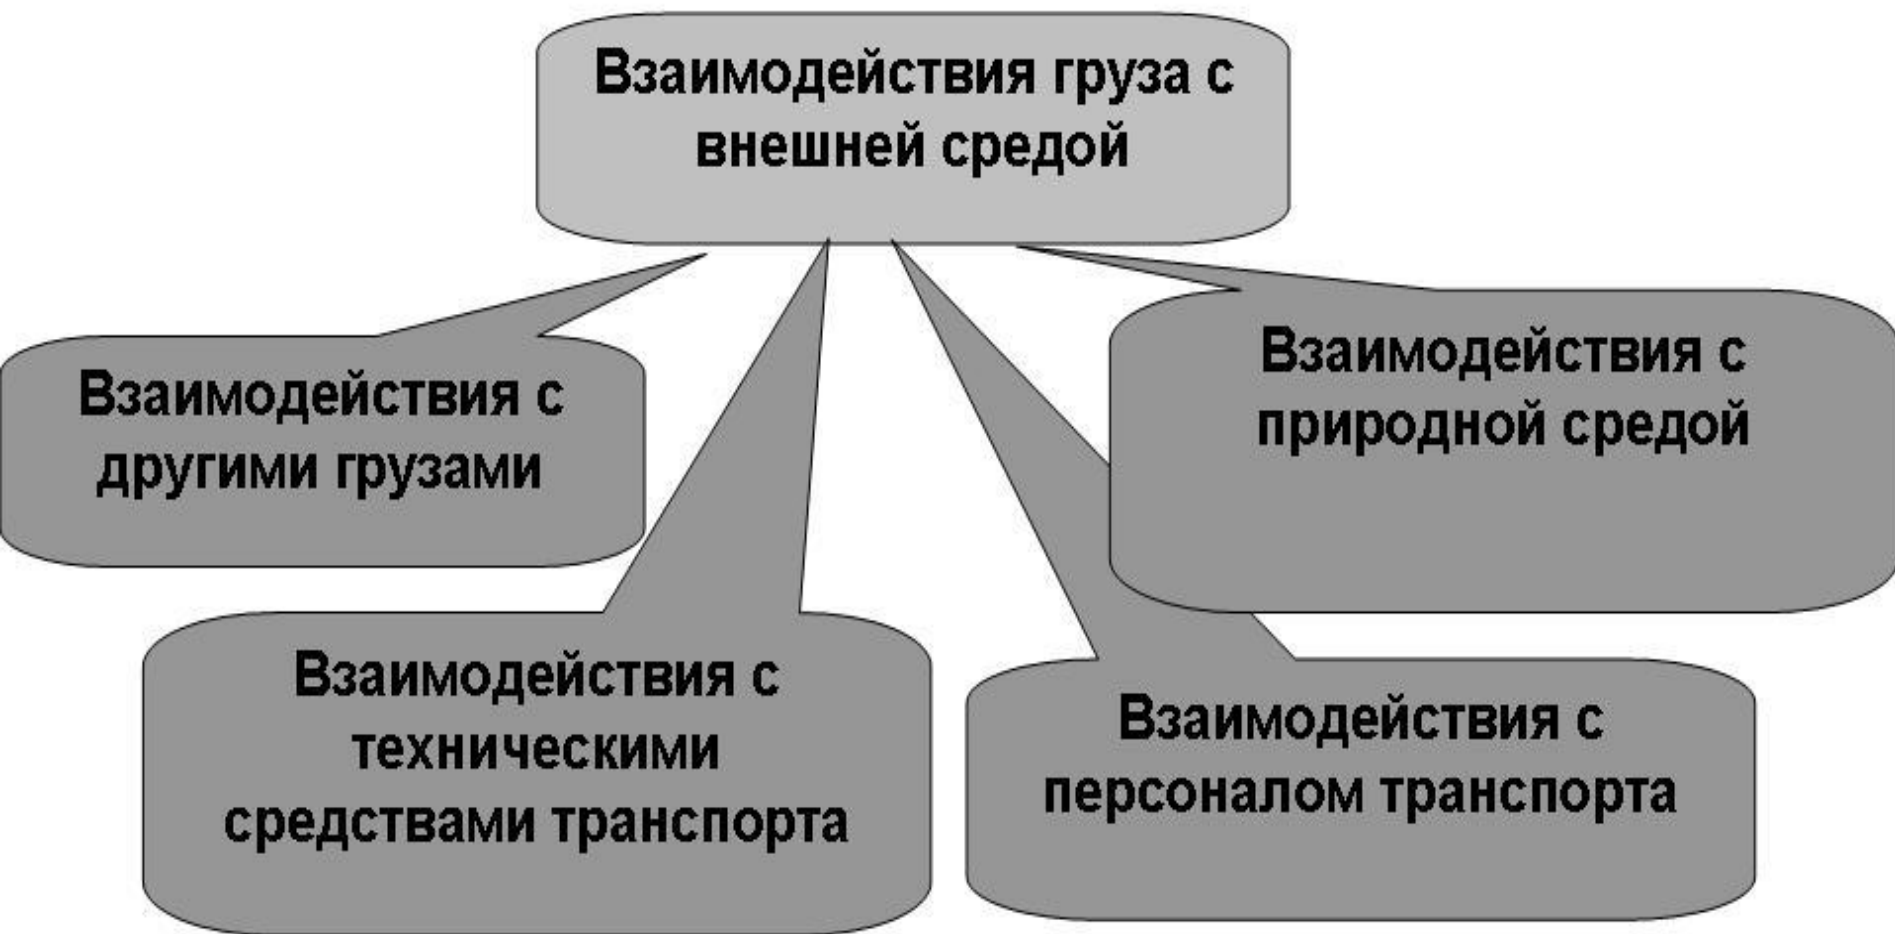 Взаимодействия груза с
внешней средой
Взаимодействия с
другими грузами
Взаимодействия с
природной средой
Взаимодействия с
техническими
средствами транспорта
Взаимодействия с
персоналом транспорта